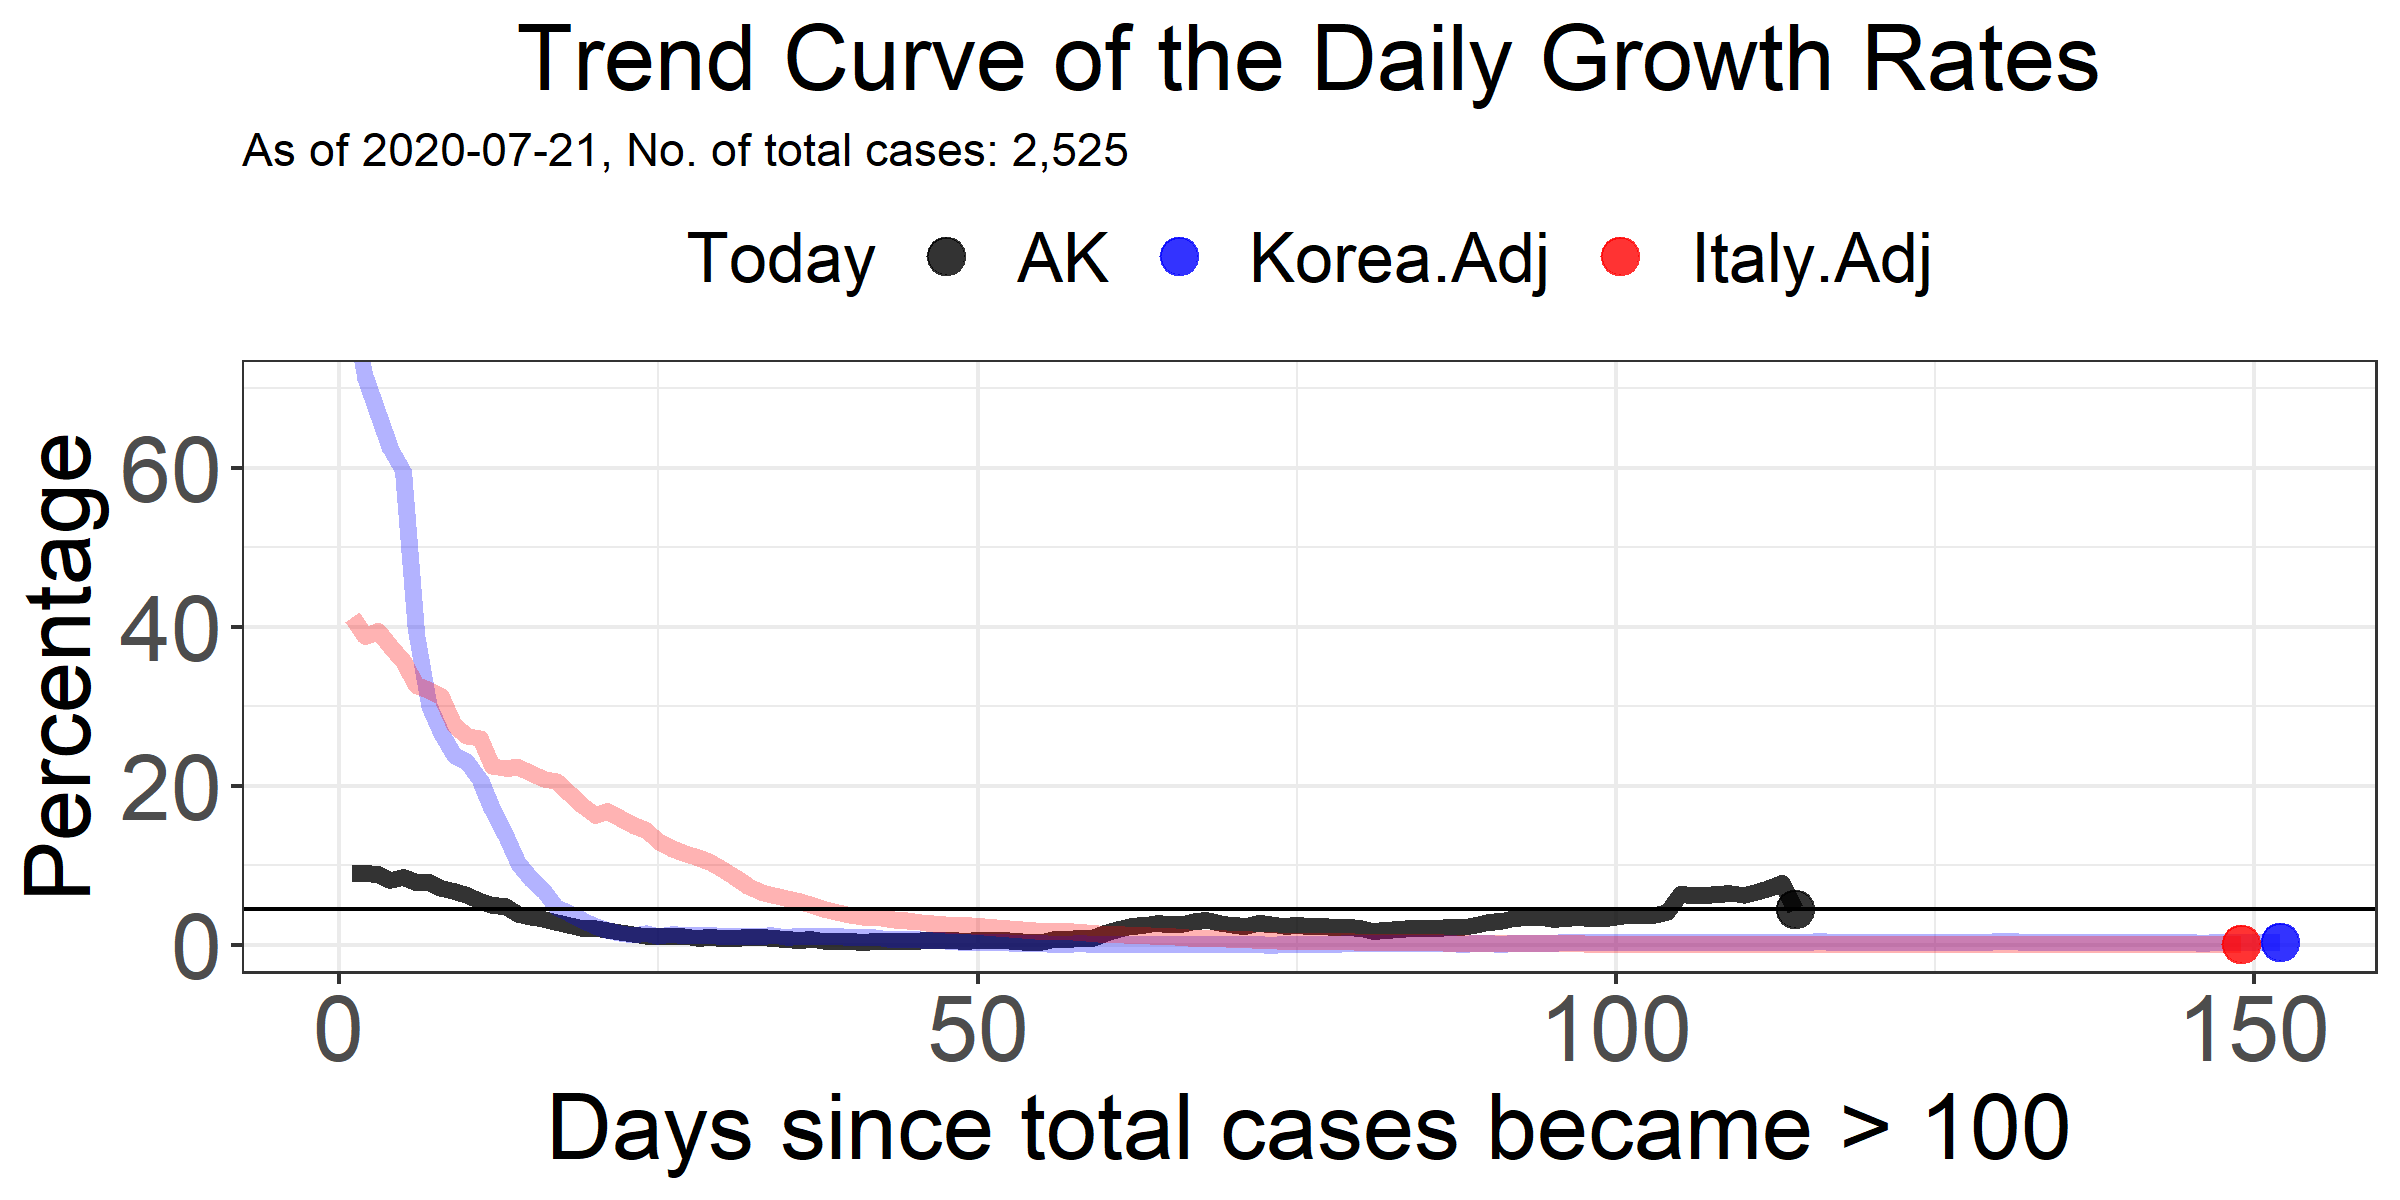 Trend Curve of the Daily Growth Rates
As of 2020-07-21, No. of total cases: 2,525
Today AK Korea.Adj Italy.Adj
Percentage
60
40
20
0
0 50 100 150
Days since total cases became > 100